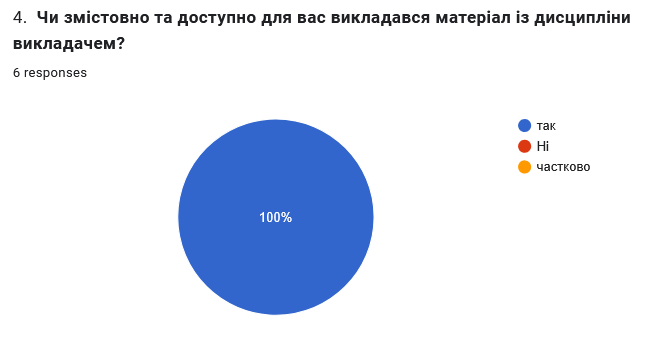 4. Чи змістовно та доступно для вас викладався матеріал із дисципліни
викладачем?
6 responses
так
Ні
частково
100%